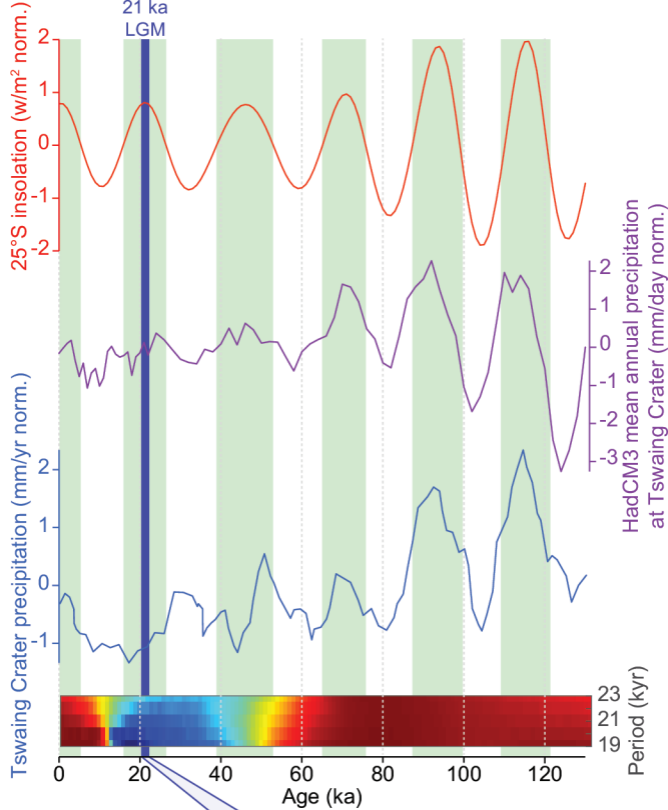 21 ka
LGM
25°S insolation (w/m² norm.)
2
1
0
-1
-2
HadCM3 mean annual precipitation
at Tswaing Crater (mm/day norm.)
2
1
0
-1
-2
-3
Tswaing Crater precipitation (mm/yr norm.)
2
1
0
-1
23
21
19
Period (kyr)
0 20 40 60 80 100 120
Age (ka)